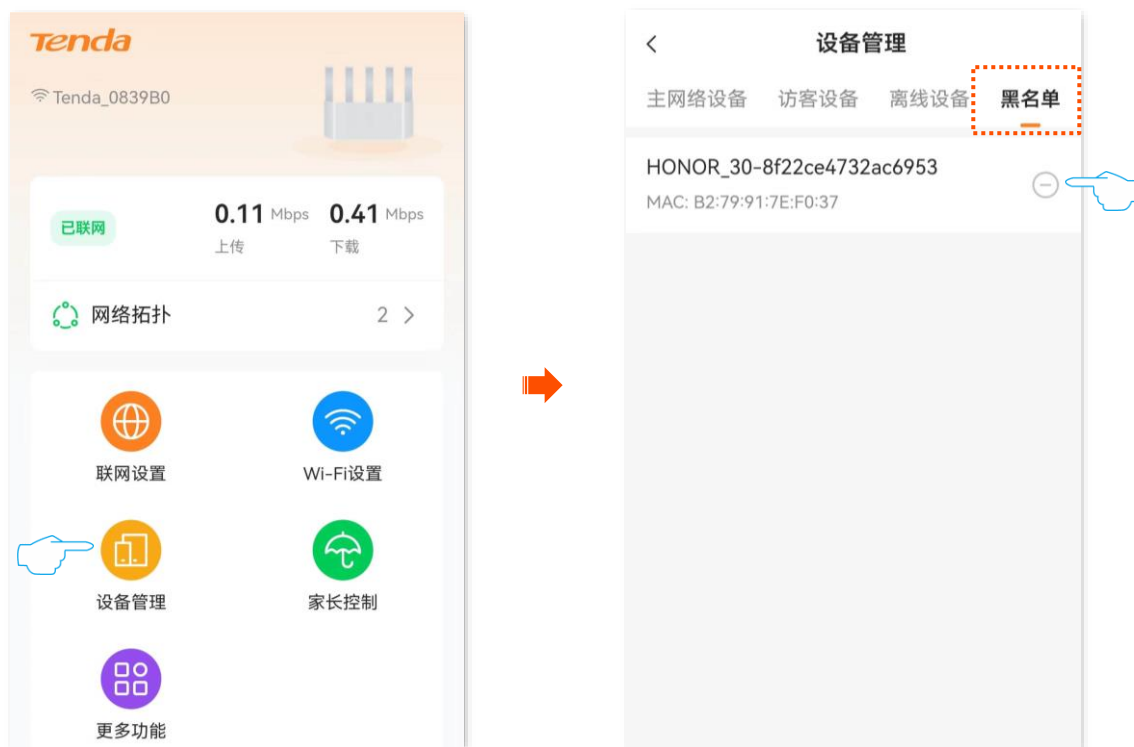 Tenda
Tenda_0839B0
已联网
0.11 Mbps 0.41 Mbps
上传 下载
网络拓扑 2
联网设置 Wi-Fi设置
设备管理 家长控制
更多功能
设备管理
主网络设备 访客设备 离线设备 黑名单
HONOR_30-8f22ce4732ac6953
MAC: B2:79:91:7E:F0:37